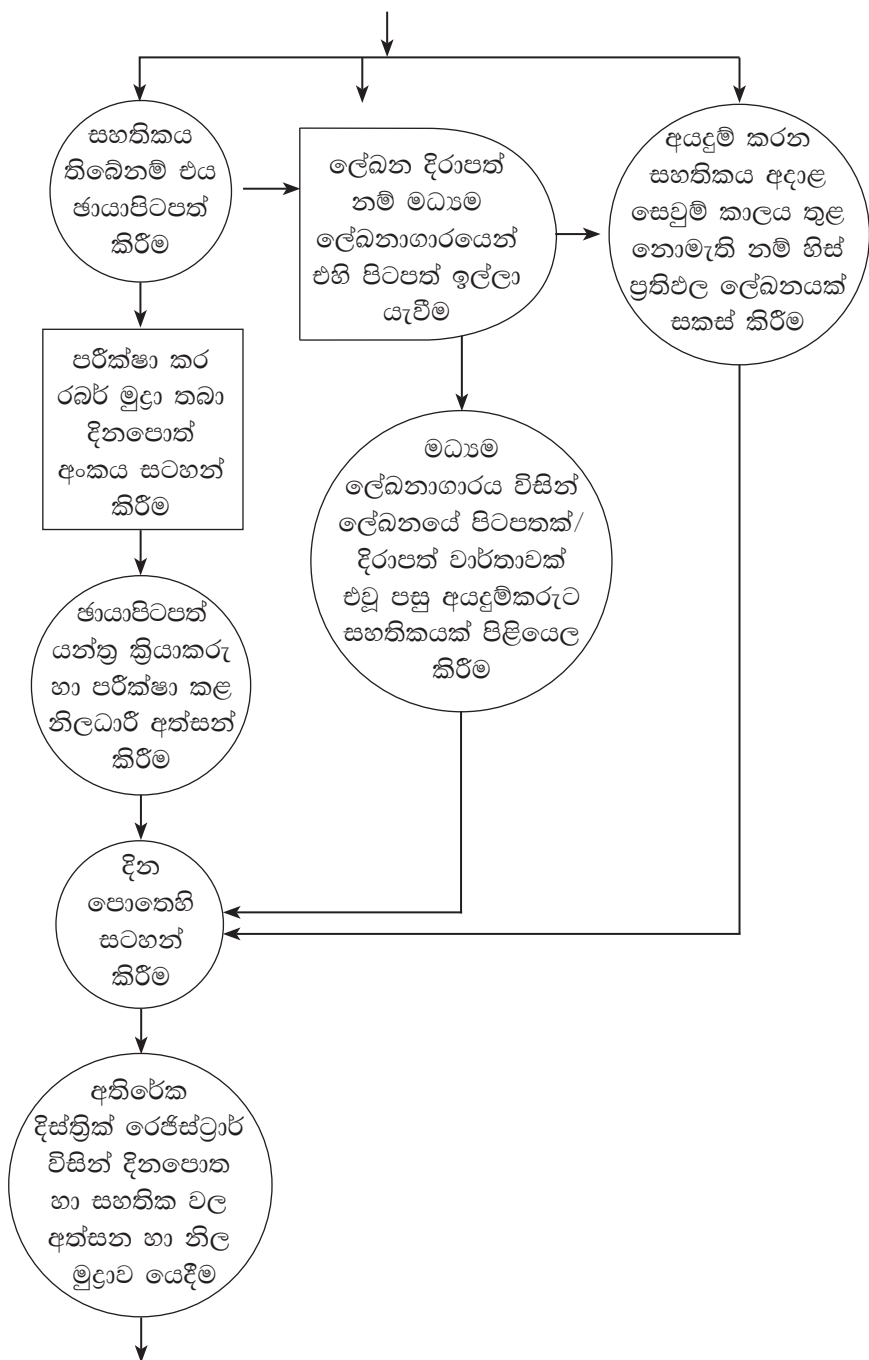 සහතිකය
තිබේනම් එය
ඡායාපිටපත්
කිරීම
ලේඛන දිරාපත්
නම් මධ්‍යම
ලේඛනාගාරයෙන්
එහි පිටපත් ඉල්ලා
යැවීම
අයදුම් කරන
සහතිකය අදාළ
සෙවුම් කාලය තුළ
නොමැති නම් හිස්
ප්‍රතිඵල ලේඛනයක්
සකස් කිරීම
පරීක්ෂා කර
රබර් මුද්‍රා තබා
දිනපොත්
අංකය සටහන්
කිරීම
මධ්‍යම
ලේඛනාගාරය විසින්
ලේඛනයේ පිටපතක්/
දිරාපත් වාර්තාවක්
එවූ පසු අයදුම්කරුට
සහතිකයක් පිළියෙල
කිරීම
ඡායාපිටපත්
යන්ත්‍ර ක්‍රියාකරු
හා පරීක්ෂා කළ
නිලධාරී අත්සන්
කිරීම
දින
පොතෙහි
සටහන්
කිරීම
අතිරේක
දිස්ත්‍රික් රෙජිස්ට්‍රාර්
විසින් දිනපොත
හා සහතික වල
අත්සන හා නිල
මුද්‍රාව යෙදීම